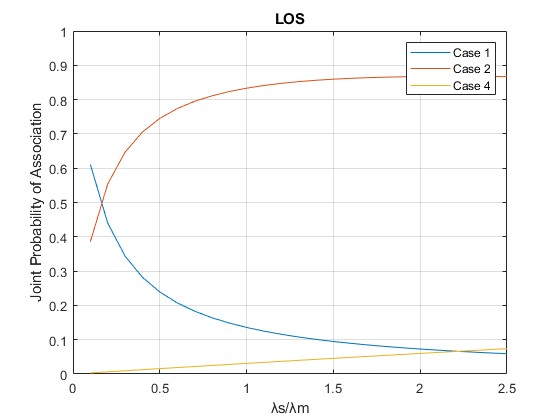 LOS
1
0.9
0.8
0.7
0.6
0.5
0.4
0.3
0.2
0.1
0
Joint Probability of Association
Case 1
Case 2
Case 4
0 0.5 1 1.5 2 2.5
λs/λm